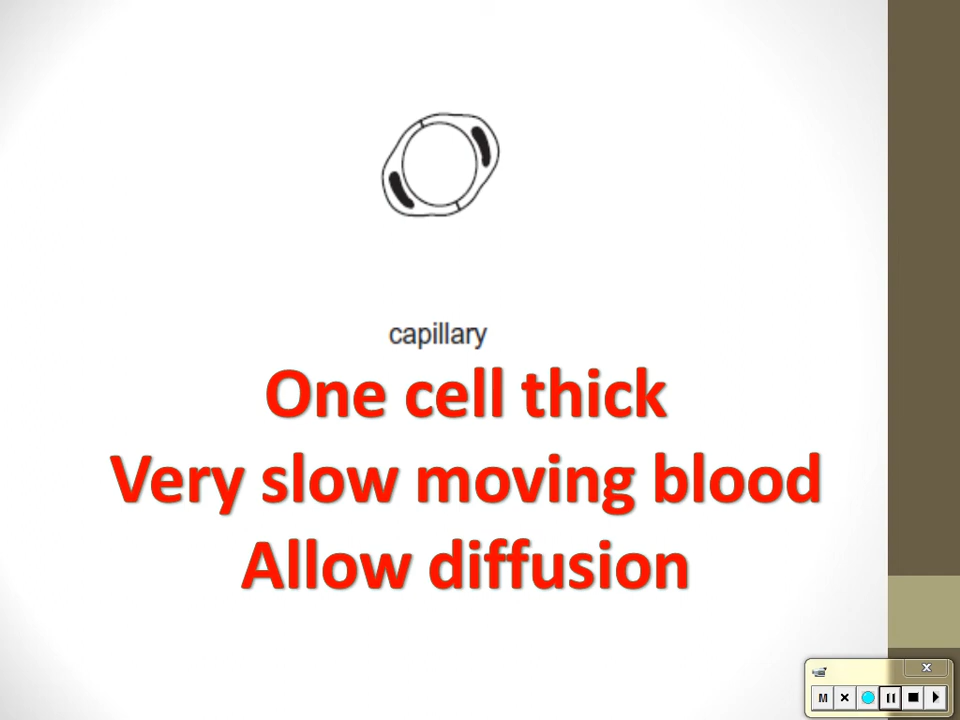 capillary
One cell thick
Very slow moving blood
Allow diffusion
M